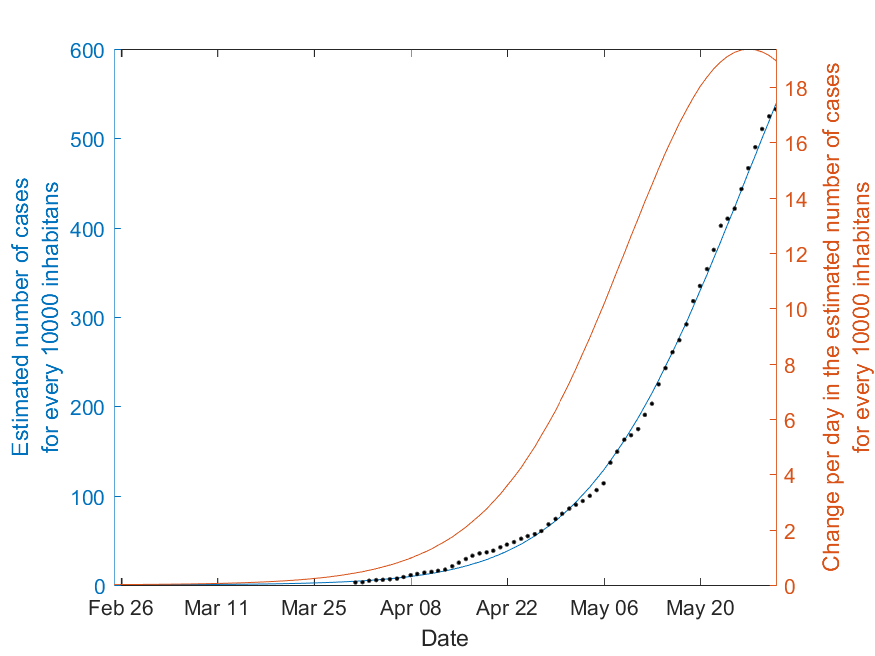 Estimated number of cases
for every 10000 inhabitans
600
500
400
300
200
100
0
Feb 26 Mar 11 Mar 25 Apr 08 Apr 22 May 06 May 20
Date
18
16
14
12
10
8
6
4
2
0
Change per day in the estimated number of cases
for every 10000 inhabitans